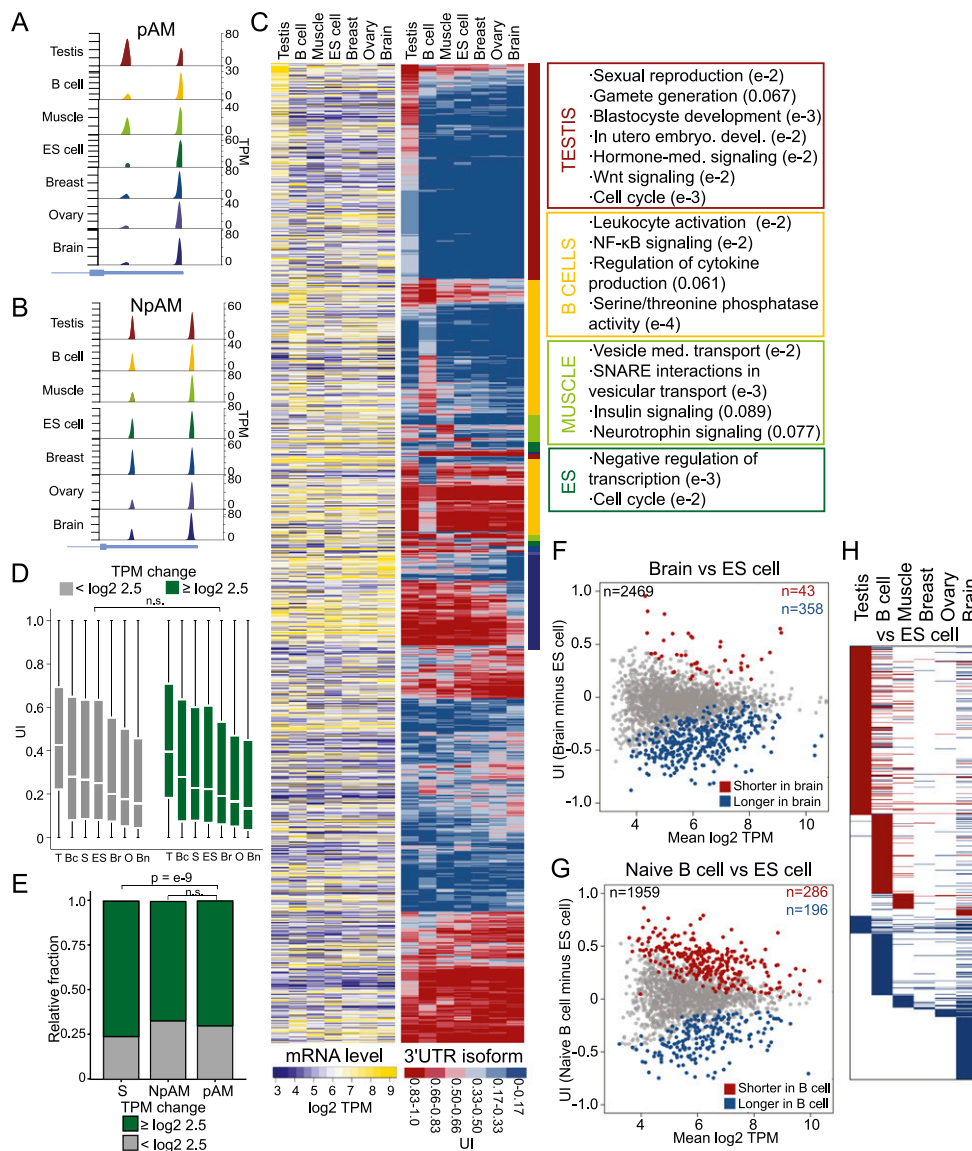 A
pAM
Testis
B cell
Muscle
ES cell
Breast
Ovary
Brain
80
0
30
0
40
0
60
0
80
0
40
0
80
0
TPM
B
NpAM
Testis
B cell
Muscle
ES cell
Breast
Ovary
Brain
60
0
40
0
80
0
80
0
60
0
80
0
80
0
TPM
C
Testis
B cell
Muscle
ES cell
Breast
Ovary
Brain
Testis
B cell
Muscle
ES cell
Breast
Ovary
Brain
mRNA level
3 4 5 6 7 8 9
log2 TPM
3'UTR isoform
0.83-1.0
0.66-0.83
0.50-0.66
0.33-0.50
0.17-0.33
0-0.17
UI
TESTIS
·Sexual reproduction (e-2)
·Gamete generation (0.067)
·Blastocyste development (e-3)
·In utero embryo. devel. (e-2)
·Hormone-med. signaling (e-2)
·Wnt signaling (e-2)
·Cell cycle (e-3)
B CELLS
·Leukocyte activation (e-2)
·NF-κB signaling (e-2)
·Regulation of cytokine
production (0.061)
·Serine/threonine phosphatase
activity (e-4)
MUSCLE
·Vesicle med. transport (e-2)
·SNARE interactions in
vesicular transport (e-3)
·Insulin signaling (0.089)
·Neurotrophin signaling (0.077)
ES
·Negative regulation of
transcription (e-3)
·Cell cycle (e-2)
D
TPM change
< log2 2.5 ≥ log2 2.5
n.s.
UI
1.0
0.8
0.6
0.4
0.2
0
T Bc S ES Br O Bn
T Bc S ES Br O Bn
E
p = e-9
n.s.
Relative fraction
1.0
0.75
0.50
0.25
0
S NpAM pAM
TPM change
≥ log2 2.5
< log2 2.5
F
Brain vs ES cell
n=2469
n=43
n=358
UI (Brain minus ES cell)
1.0
0.5
0
-0.5
-1.0
Shorter in brain
Longer in brain
4 6 8 10
Mean log2 TPM
G
Naive B cell vs ES cell
n=1959
n=286
n=196
UI (Naive B cell minus ES cell)
1.0
0.5
0
-0.5
-1.0
Shorter in B cell
Longer in B cell
4 6 8 10
Mean log2 TPM
H
Testis
B cell
Muscle
Breast
Ovary
Brain
vs ES cell